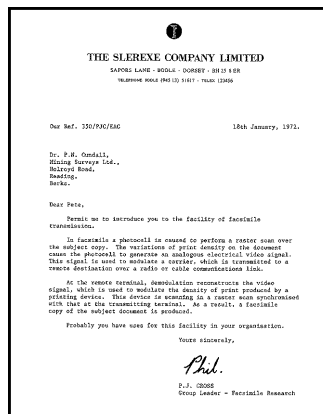 THE SLEREXE COMPANY LIMITED
SAPORS LANE - BOOLE - DORSET - BH 25 8 ER
TELEPHONE BOOLE (945 13) 51617 - TELEX 123456
Our Ref. 350/PJC/EAC
18th January, 1972.
Dr. P.N. Cundall,
Mining Surveys Ltd.,
Holroyd Road,
Reading,
Berks.
Dear Pete,
Permit me to introduce you to the facility of facsimile
transmission.
In facsimile a photocell is caused to perform a raster scan over
the subject copy. The variations of print density on the document
cause the photocell to generate an analogous electrical video signal.
This signal is used to modulate a carrier, which is transmitted to a
remote destination over a radio or cable communications link.
At the remote terminal, demodulation reconstructs the video
signal, which is used to modulate the density of print produced by a
printing device. This device is scanning in a raster scan synchronised
with that at the transmitting terminal. As a result, a facsimile
copy of the subject document is produced.
Probably you have uses for this facility in your organisation.
Yours sincerely,
Phil.
P.J. CROSS
Group Leader - Facsimile Research